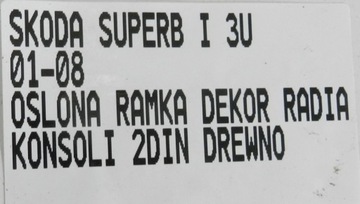 SKODA SUPERB I 3U
01-08
OSLONA RAMKA DEKOR RADIA
KONSOLI 2DIN DREWNO